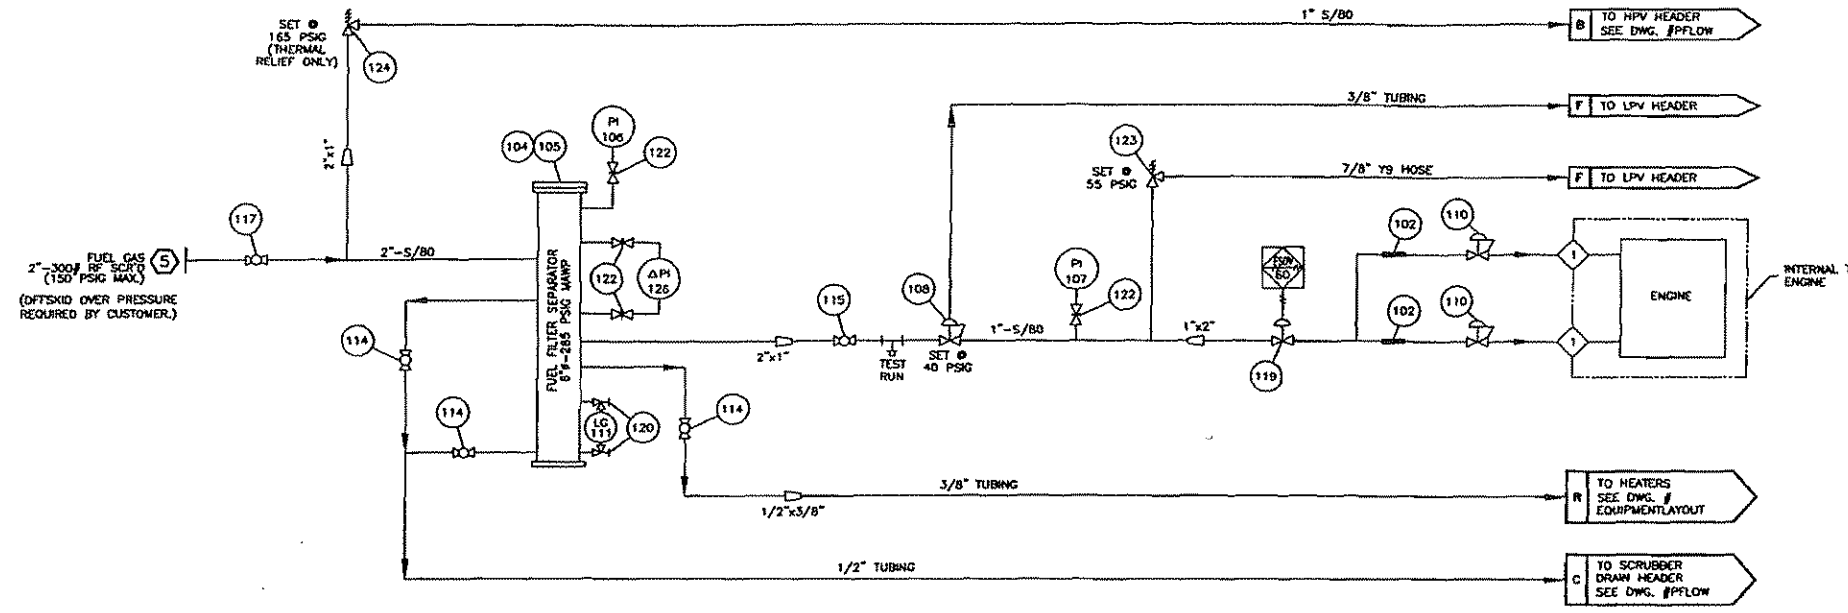 SET @
165 PSIG
(THERMAL
RELIEF ONLY)
124
1" S/80
B
TO HPV HEADER
SEE DWG. #PFLOW
2"x1"
3/8" TUBING
F
TO LPV HEADER
PI
106
122
104
105
123
SET @
55 PSIG
7/8" Y9 HOSE
F
TO LPV HEADER
117
FUEL GAS
2"-300# RF SCR'D
(150 PSIG MAX.)
5
(OFFSKID OVER PRESSURE
REQUIRED BY CUSTOMER.)
2"-S/80
FUEL FILTER SEPARATOR
122
Δ PI
126
PI
107
122
102
110
1
INTERNAL
ENGINE
ENGINE
108
115
2"x1"
TEST
RUN
SET @
40 PSIG
1"-S/80
1"x2"
119
102
110
1
114
114
LG
111
120
114
1/2"x3/8"
3/8" TUBING
R
TO HEATERS
SEE DWG. #
EQUIPMENTLAYOUT
1/2" TUBING
C
TO SCRUBBER
DRAIN HEADER
SEE DWG. #PFLOW